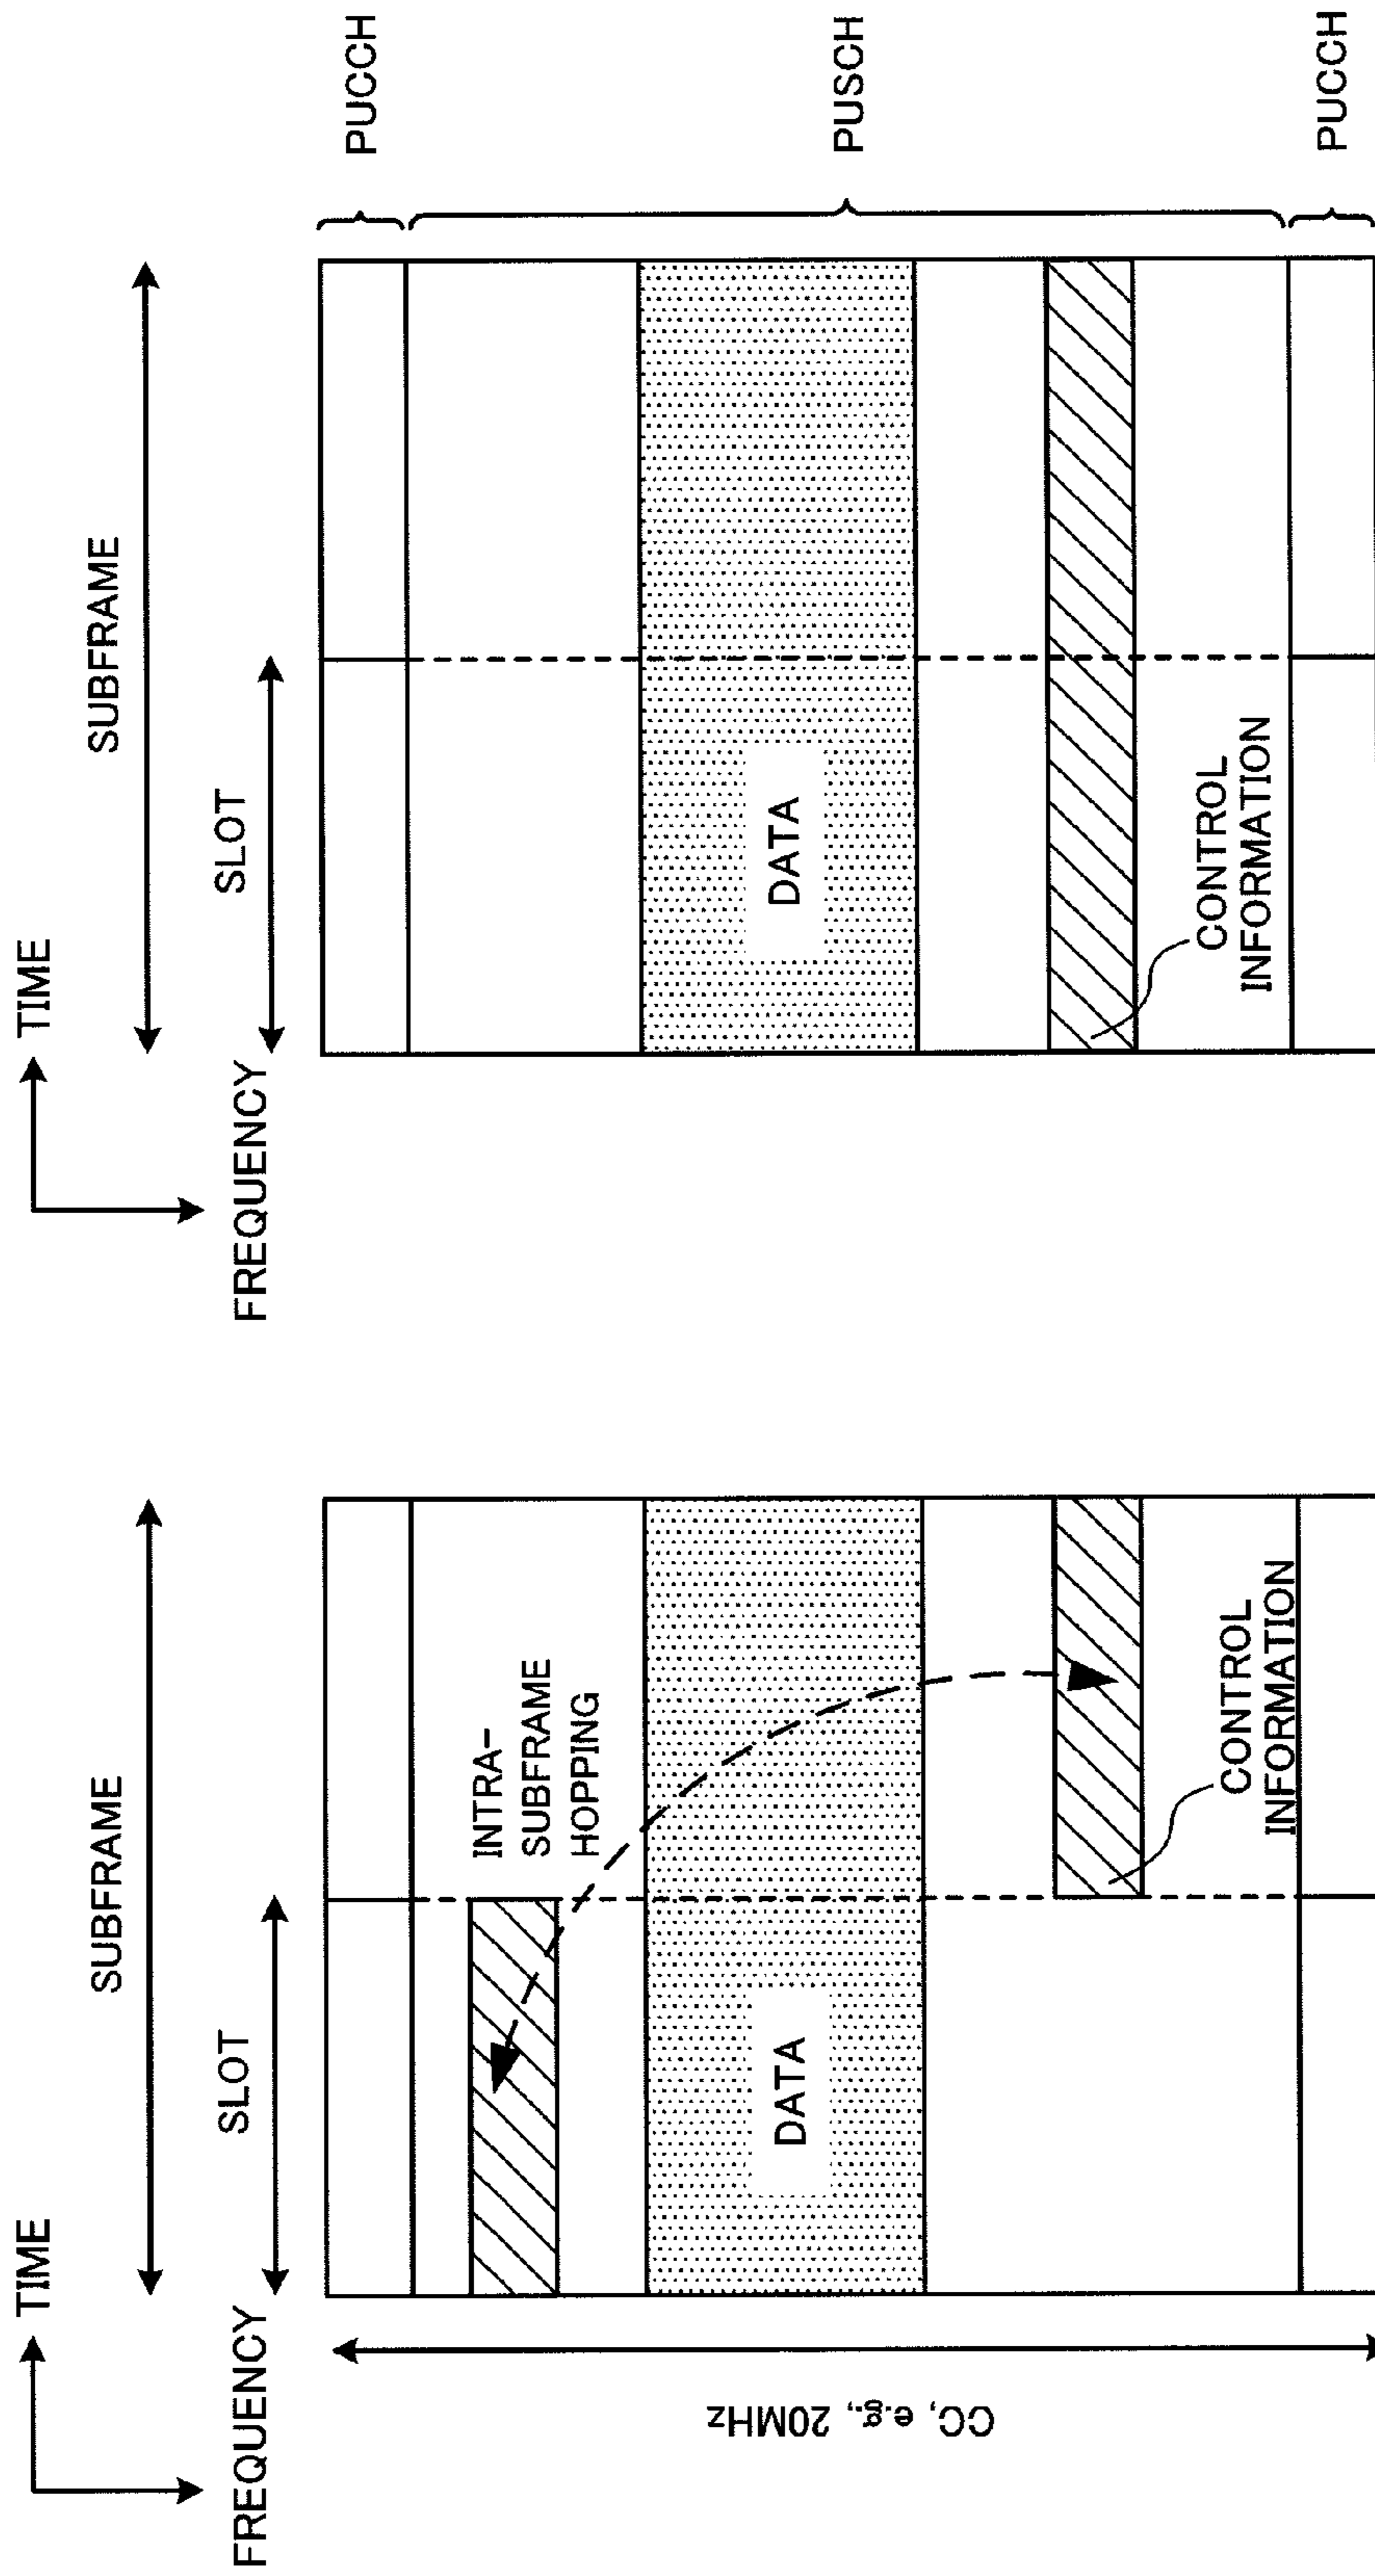 TIME
FREQUENCY
SUBFRAME
SLOT
CC, e.g., 20MHz
INTRA-
SUBFRAME
HOPPING
DATA
CONTROL
INFORMATION
TIME
FREQUENCY
SUBFRAME
SLOT
DATA
CONTROL
INFORMATION
PUCCH
PUSCH
PUCCH